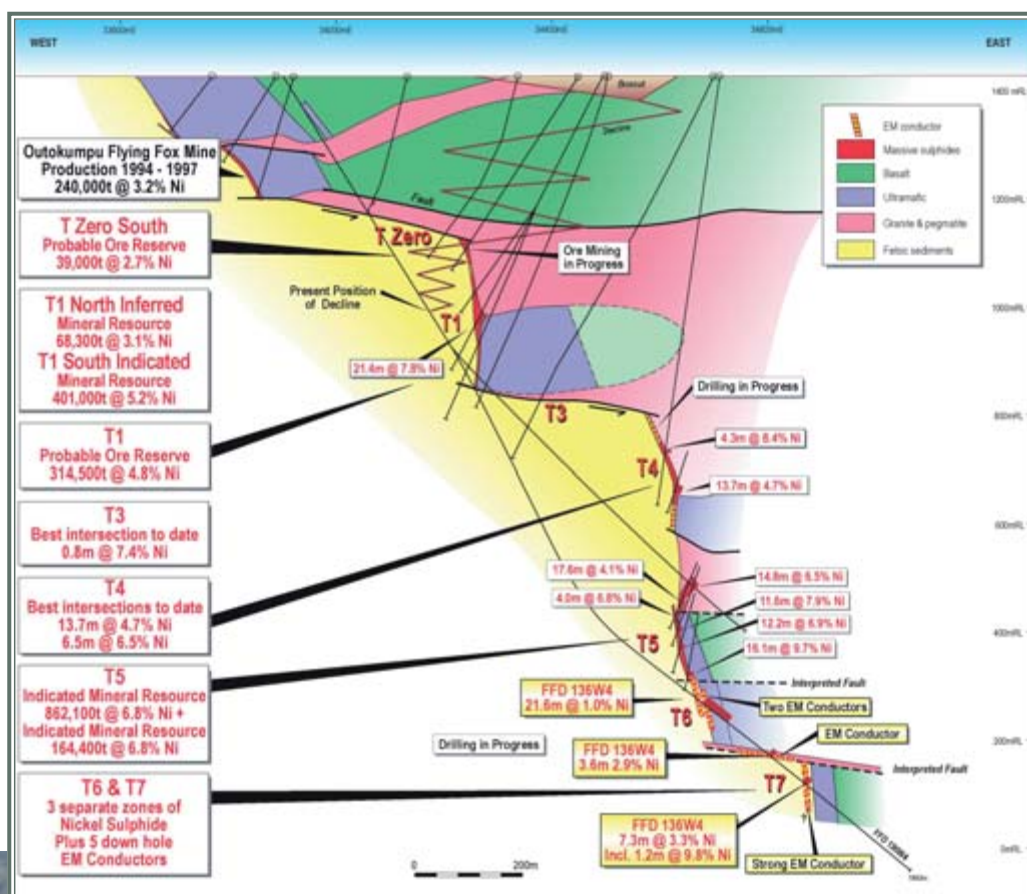 WEST
EAST
34200mE
34400mE
34600mE
1400 mRL
1200mRL
1000mRL
800mRL
600mRL
400mRL
200mRL
0mRL
EM conductor
Massive sulphides
Basalt
Ultramafic
Granite & pegmatite
Felsic sediments
Boxcut
Decline
Fault
Outokumpu Flying Fox Mine
Production 1994 - 1997
240,000t @ 3.2% Ni
T Zero South
Probable Ore Reserve
39,000t @ 2.7% Ni
T1 North Inferred
Mineral Resource
68,300t @ 3.1% Ni
T1 South Indicated
Mineral Resource
401,000t @ 5.2% Ni
T1
Probable Ore Reserve
314,500t @ 4.8% Ni
T3
Best intersection to date
0.8m @ 7.4% Ni
T4
Best intersections to date
13.7m @ 4.7% Ni
6.5m @ 6.5% Ni
T5
Indicated Mineral Resource
862,100t @ 6.8% Ni +
Indicated Mineral Resource
164,400t @ 6.8% Ni
T6 & T7
3 separate zones of
Nickel Sulphide
Plus 5 down hole
EM Conductors
T Zero
Ore Mining
in Progress
Present Position
of Decline
T1
21.4m @ 7.8% Ni
T3
Drilling in Progress
4.3m @ 6.4% Ni
T4
13.7m @ 4.7% Ni
17.6m @ 4.1% Ni
14.8m @ 6.5% Ni
4.0m @ 6.8% Ni
11.6m @ 7.9% Ni
12.2m @ 6.9% Ni
T5
16.1m @ 9.7% Ni
Interpreted Fault
FFD 136W4
21.6m @ 1.0% Ni
Two EM Conductors
T6
EM Conductor
Drilling in Progress
FFD 136W4
3.6m 2.9% Ni
Interpreted Fault
T7
FFD 136W4
7.3m @ 3.3% Ni
Incl. 1.2m @ 9.8% Ni
Strong EM Conductor
0
200m